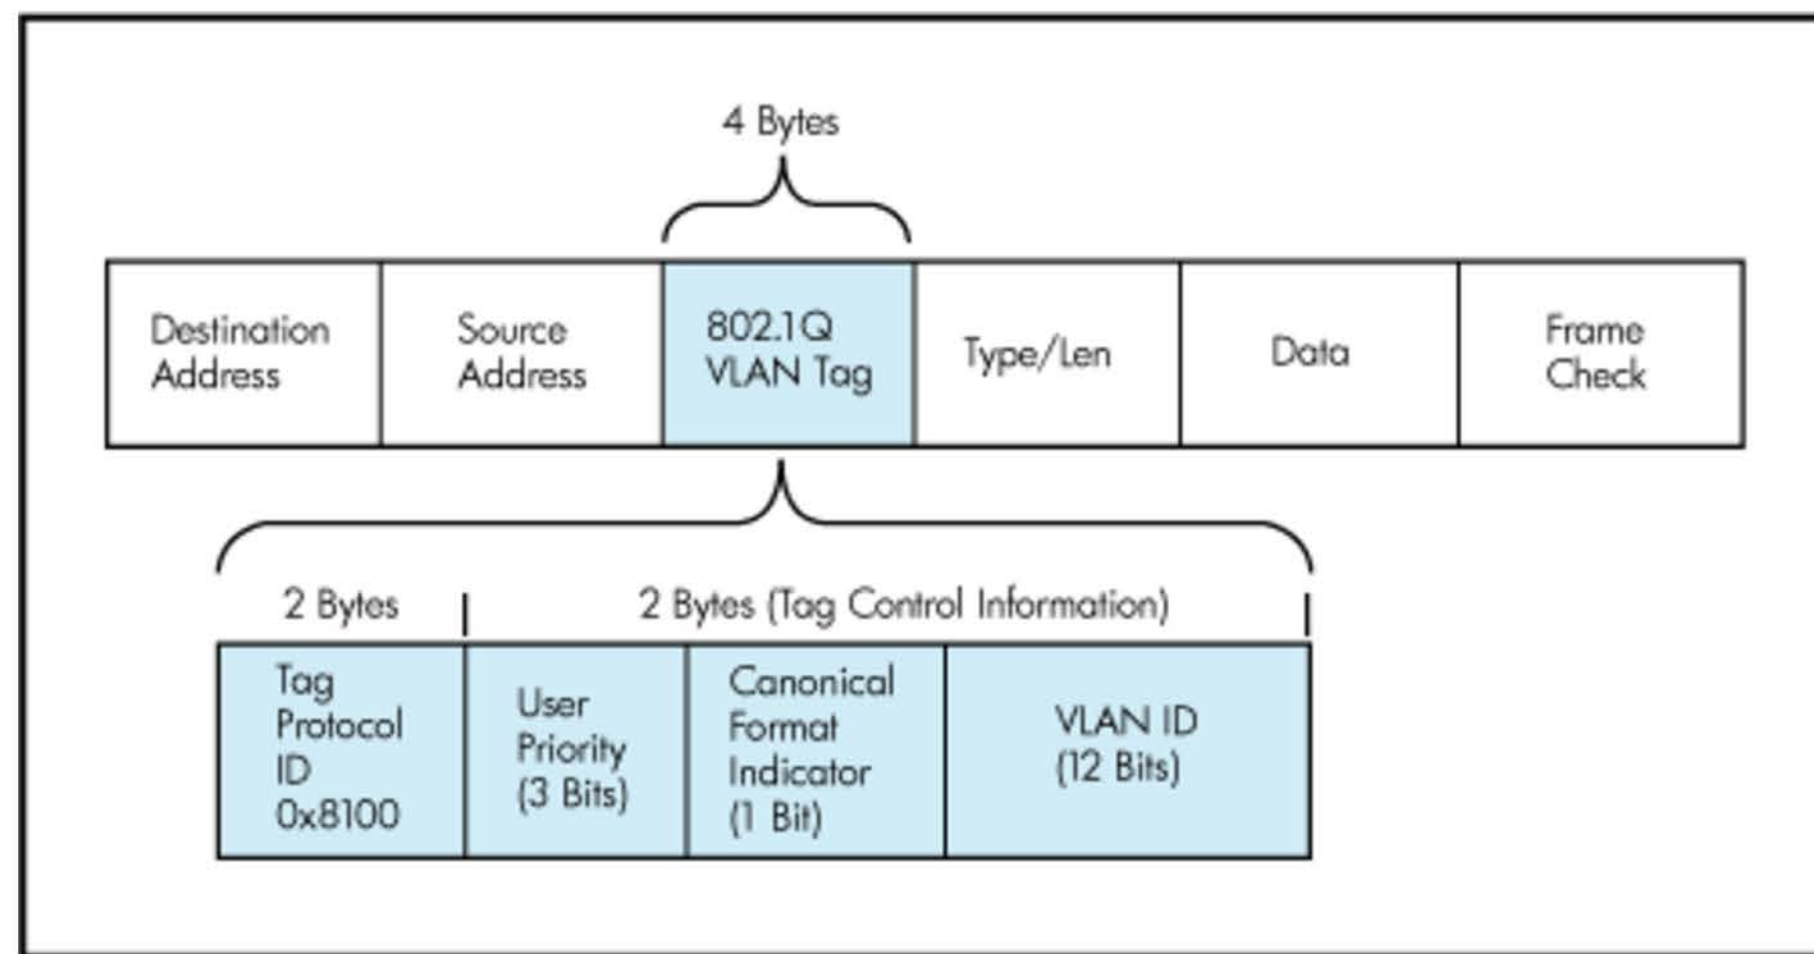 4 Bytes
Destination
Address
Source
Address
802.1Q
VLAN Tag
Type/Len
Data
Frame
Check
2 Bytes
2 Bytes (Tag Control Information)
Tag
Protocol
ID
0x8100
User
Priority
(3 Bits)
Canonical
Format
Indicator
(1 Bit)
VLAN ID
(12 Bits)